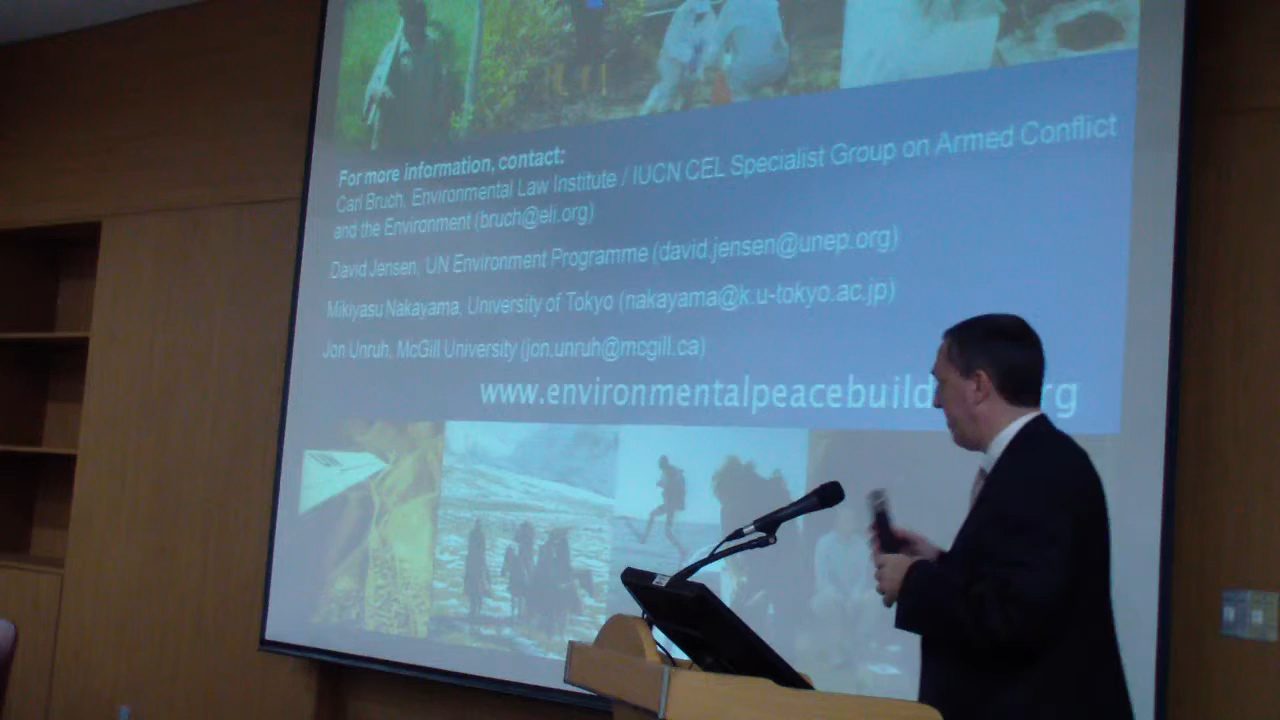 For more information, contact:
Carl Bruch, Environmental Law Institute / IUCN CEL Specialist Group on Armed Conflict
and the Environment (bruch@eli.org)
David Jensen, UN Environment Programme (david.jensen@unep.org)
Mikiyasu Nakayama, University of Tokyo (nakayama@k.u-tokyo.ac.jp)
Jon Unruh, McGill University (jon.unruh@mcgill.ca)
www.environmentalpeacebuild rg